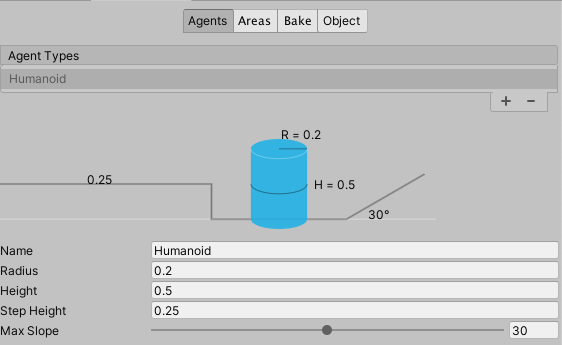 Agents Areas Bake Object
Agent Types
Humanoid
+ −
R = 0.2
0.25
H = 0.5
30°
Name Humanoid
Radius 0.2
Height 0.5
Step Height 0.25
Max Slope 30